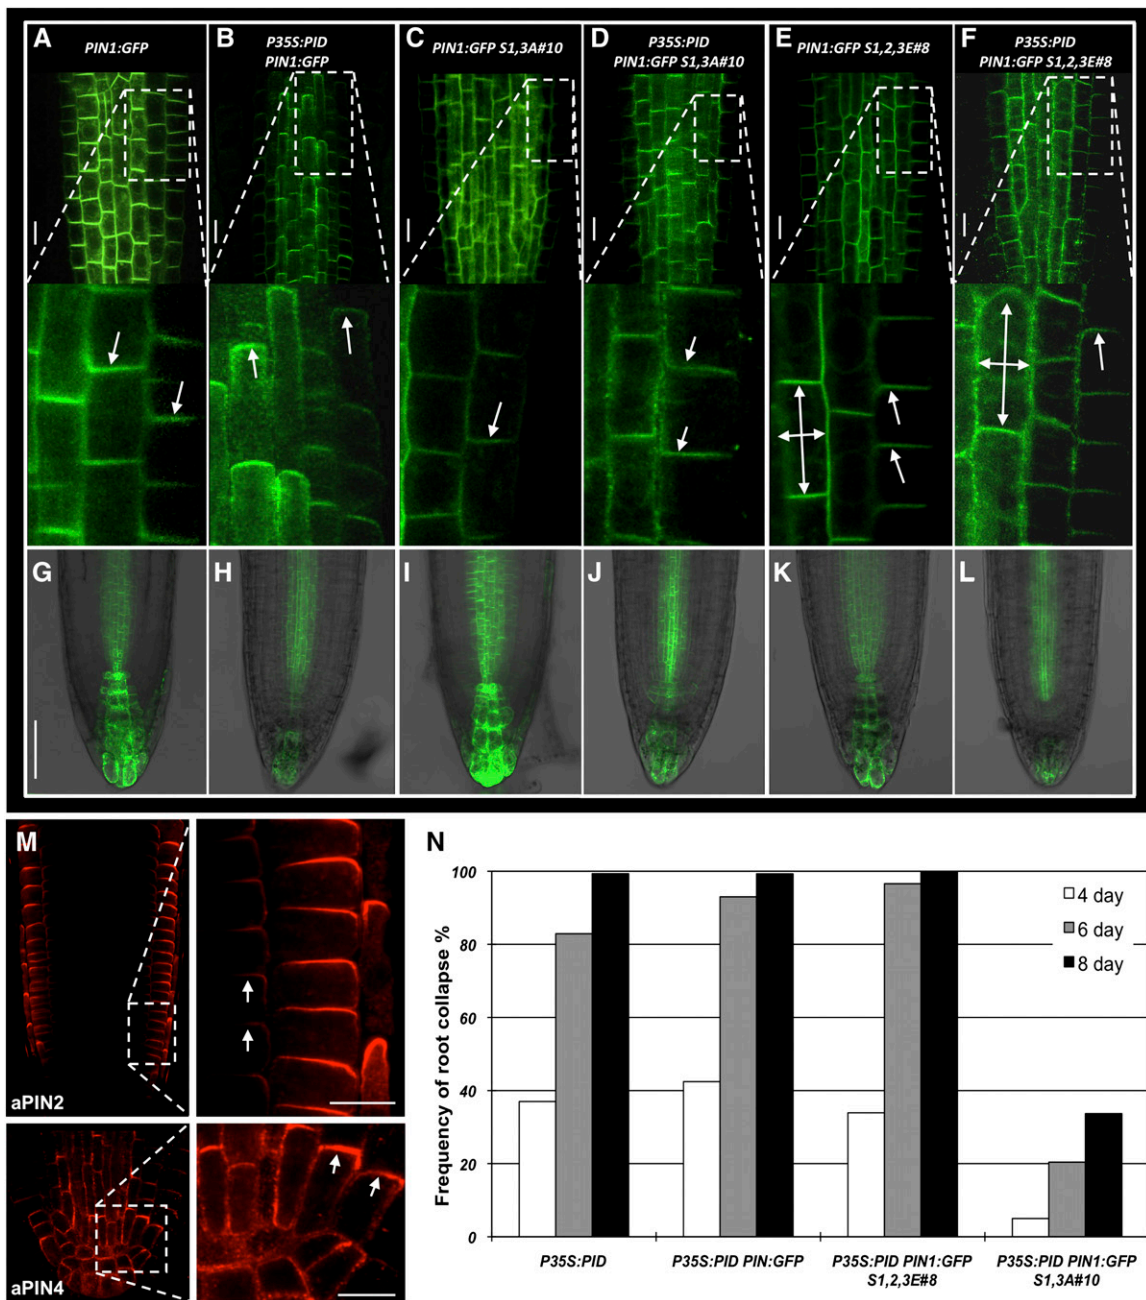 A
PIN1:GFP
B
P35S:PID
PIN1:GFP
C
PIN1:GFP S1,3A#10
D
P35S:PID
PIN1:GFP S1,3A#10
E
PIN1:GFP S1,2,3E#8
F
P35S:PID
PIN1:GFP S1,2,3E#8
G
H
I
J
K
L
M
aPIN2
aPIN4
N
Frequency of root collapse %
100
80
60
40
20
0
4 day
6 day
8 day
P35S:PID
P35S:PID PIN:GFP
P35S:PID PIN1:GFP
S1,2,3E#8
P35S:PID PIN1:GFP
S1,3A#10